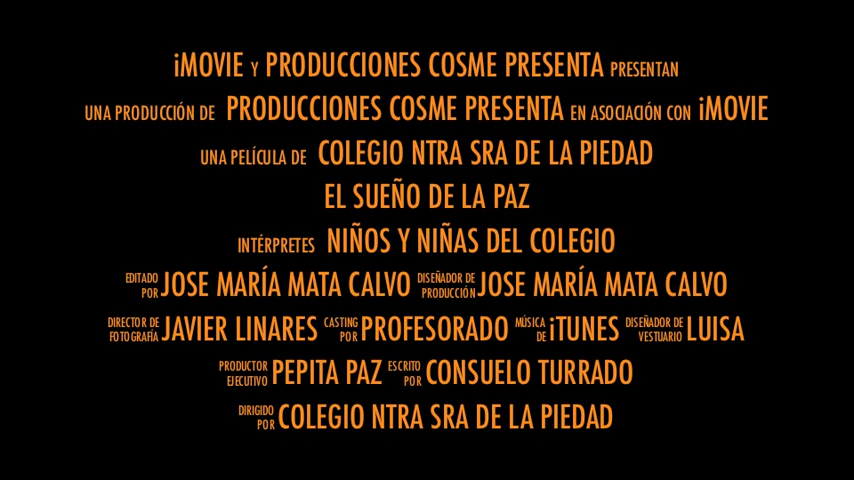 iMOVIE Y PRODUCCIONES COSME PRESENTA PRESENTAN
UNA PRODUCCIÓN DE PRODUCCIONES COSME PRESENTA EN ASOCIACIÓN CON iMOVIE
UNA PELÍCULA DE COLEGIO NTRA SRA DE LA PIEDAD
EL SUEÑO DE LA PAZ
INTÉRPRETES NIÑOS Y NIÑAS DEL COLEGIO
EDITADO POR JOSE MARÍA MATA CALVO DISEÑADOR DE PRODUCCIÓN JOSE MARÍA MATA CALVO
DIRECTOR DE FOTOGRAFÍA JAVIER LINARES CASTING POR PROFESORADO MÚSICA DE iTUNES DISEÑADOR DE VESTUARIO LUISA
PRODUCTOR EJECUTIVO PEPITA PAZ ESCRITO POR CONSUELO TURRADO
DIRIGIDO POR COLEGIO NTRA SRA DE LA PIEDAD